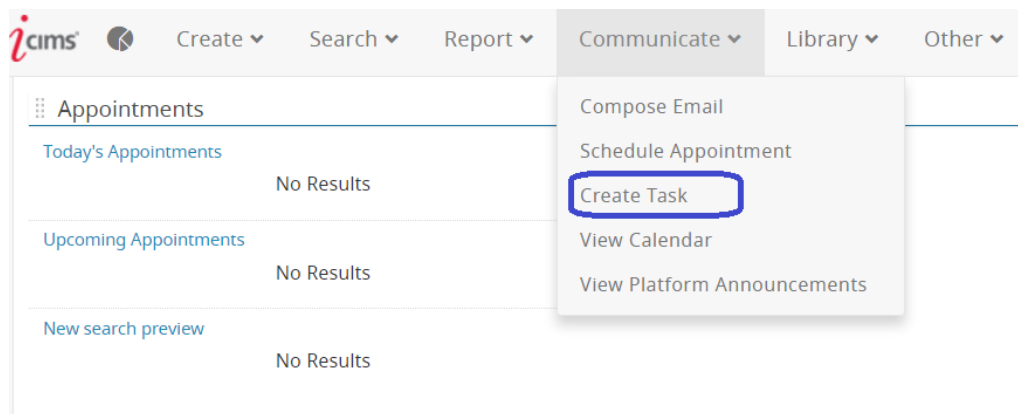 icims Create Search Report Communicate Library Other
Appointments
Today's Appointments
No Results
Upcoming Appointments
No Results
New search preview
No Results
Compose Email
Schedule Appointment
Create Task
View Calendar
View Platform Announcements